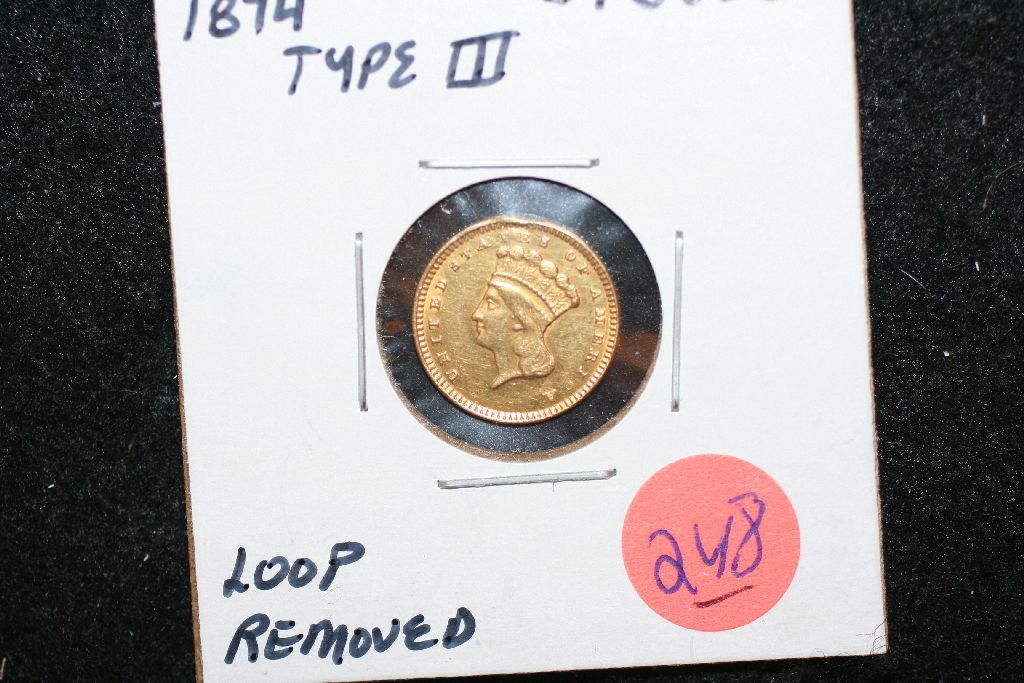 1874
TYPE III
UNITED STATES OF AMERICA
LOOP
REMOVED
248